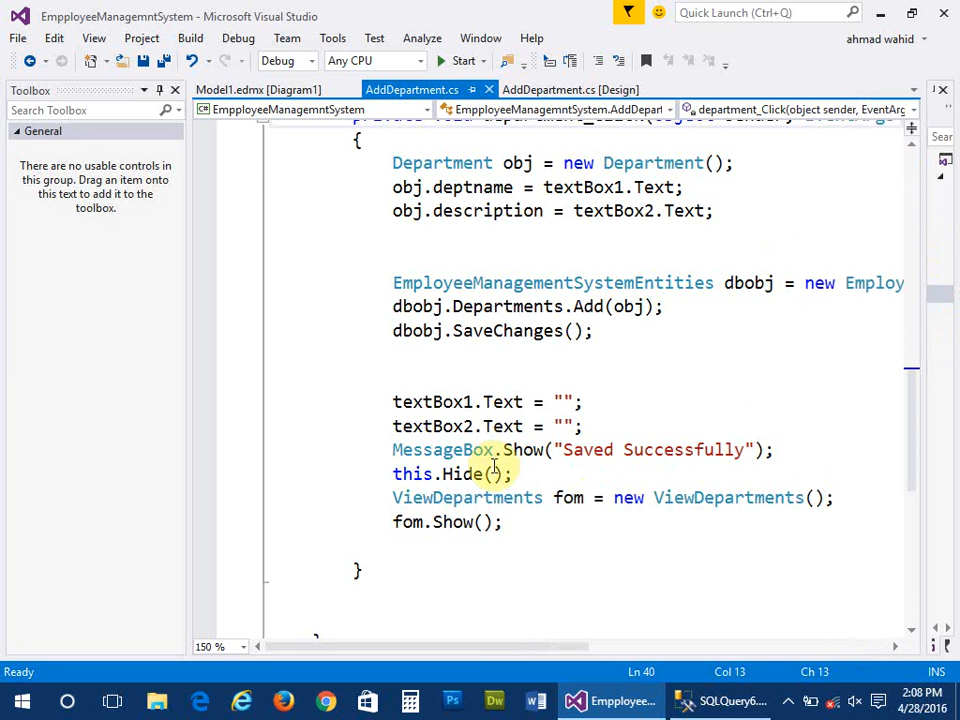 EmpployeeManagemntSystem - Microsoft Visual Studio
Quick Launch (Ctrl+Q)
File Edit View Project Build Debug Team Tools Test Analyze Window Help
ahmad wahid
Debug Any CPU Start
Toolbox
Model1.edmx [Diagram1] AddDepartment.cs AddDepartment.cs [Design]
Search Toolbox
EmpployeeManagemntSystem EmpployeeManagemntSystem.AddDepart department_Click(object sender, EventArg
General
Sear
There are no usable controls in
this group. Drag an item onto
this text to add it to the
toolbox.
{
Department obj = new Department();
obj.deptname = textBox1.Text;
obj.description = textBox2.Text;
EmployeeManagementSystemEntities dbobj = new Employ
dbobj.Departments.Add(obj);
dbobj.SaveChanges();
textBox1.Text = "";
textBox2.Text = "";
MessageBox.Show("Saved Successfully");
this.Hide();
ViewDepartments fom = new ViewDepartments();
fom.Show();
}
150 %
Ready Ln 40 Col 13 Ch 13 INS
Empployee... SQLQuery6.... 2:08 PM
4/28/2016